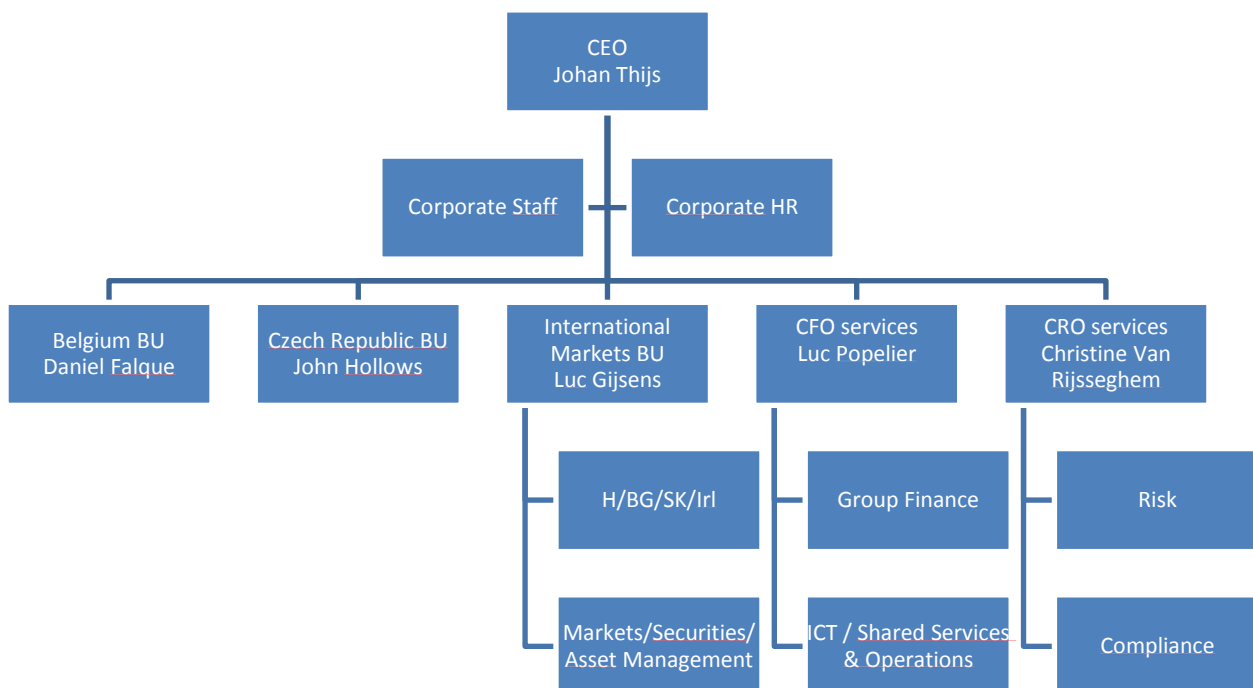 CEO
Johan Thijs
Corporate Staff
Corporate HR
Belgium BU
Daniel Falque
Czech Republic BU
John Hollows
International
Markets BU
Luc Gijsens
CFO services
Luc Popelier
CRO services
Christine Van
Rijsseghem
H/BG/SK/Irl
Group Finance
Risk
Markets/Securities/
Asset Management
ICT / Shared Services
& Operations
Compliance